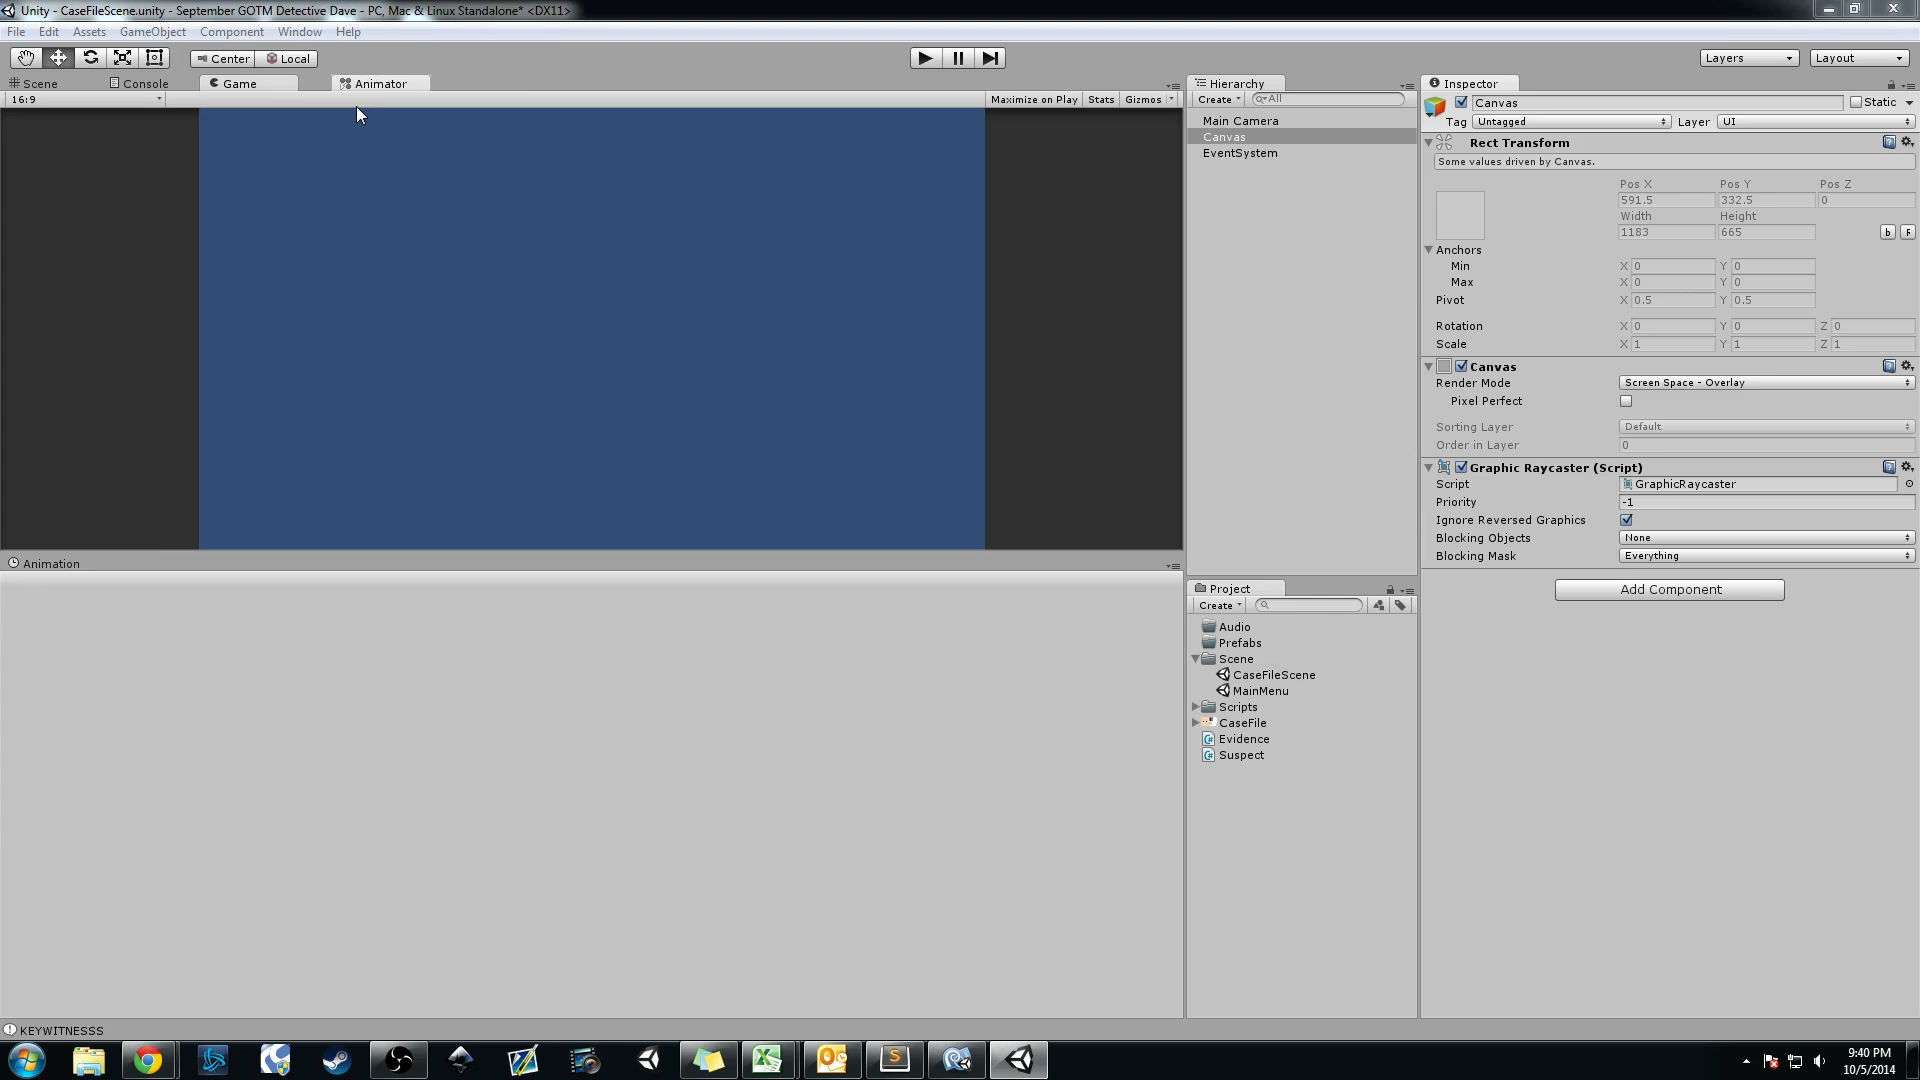 Unity - CaseFileScene.unity - September GOTM Detective Dave - PC, Mac & Linux Standalone* <DX11>
File Edit Assets GameObject Component Window Help
Center Local Layers Layout
Scene Console Game Animator
16:9 Maximize on Play Stats Gizmos
Hierarchy
Create All
Main Camera
Canvas
EventSystem
Inspector
Canvas Static
Tag Untagged Layer UI
Rect Transform
Some values driven by Canvas.
Pos X Pos Y Pos Z
591.5 332.5 0
Width Height
1183 665 b R
Anchors
Min X 0 Y 0
Max X 0 Y 0
Pivot X 0.5 Y 0.5
Rotation X 0 Y 0 Z 0
Scale X 1 Y 1 Z 1
Canvas
Render Mode Screen Space - Overlay
Pixel Perfect
Sorting Layer Default
Order in Layer 0
Graphic Raycaster (Script)
Script GraphicRaycaster
Priority -1
Ignore Reversed Graphics
Blocking Objects None
Blocking Mask Everything
Add Component
Animation
Project
Create
Audio
Prefabs
Scene
CaseFileScene
MainMenu
Scripts
CaseFile
Evidence
Suspect
KEYWITNESSS
9:40 PM
10/5/2014